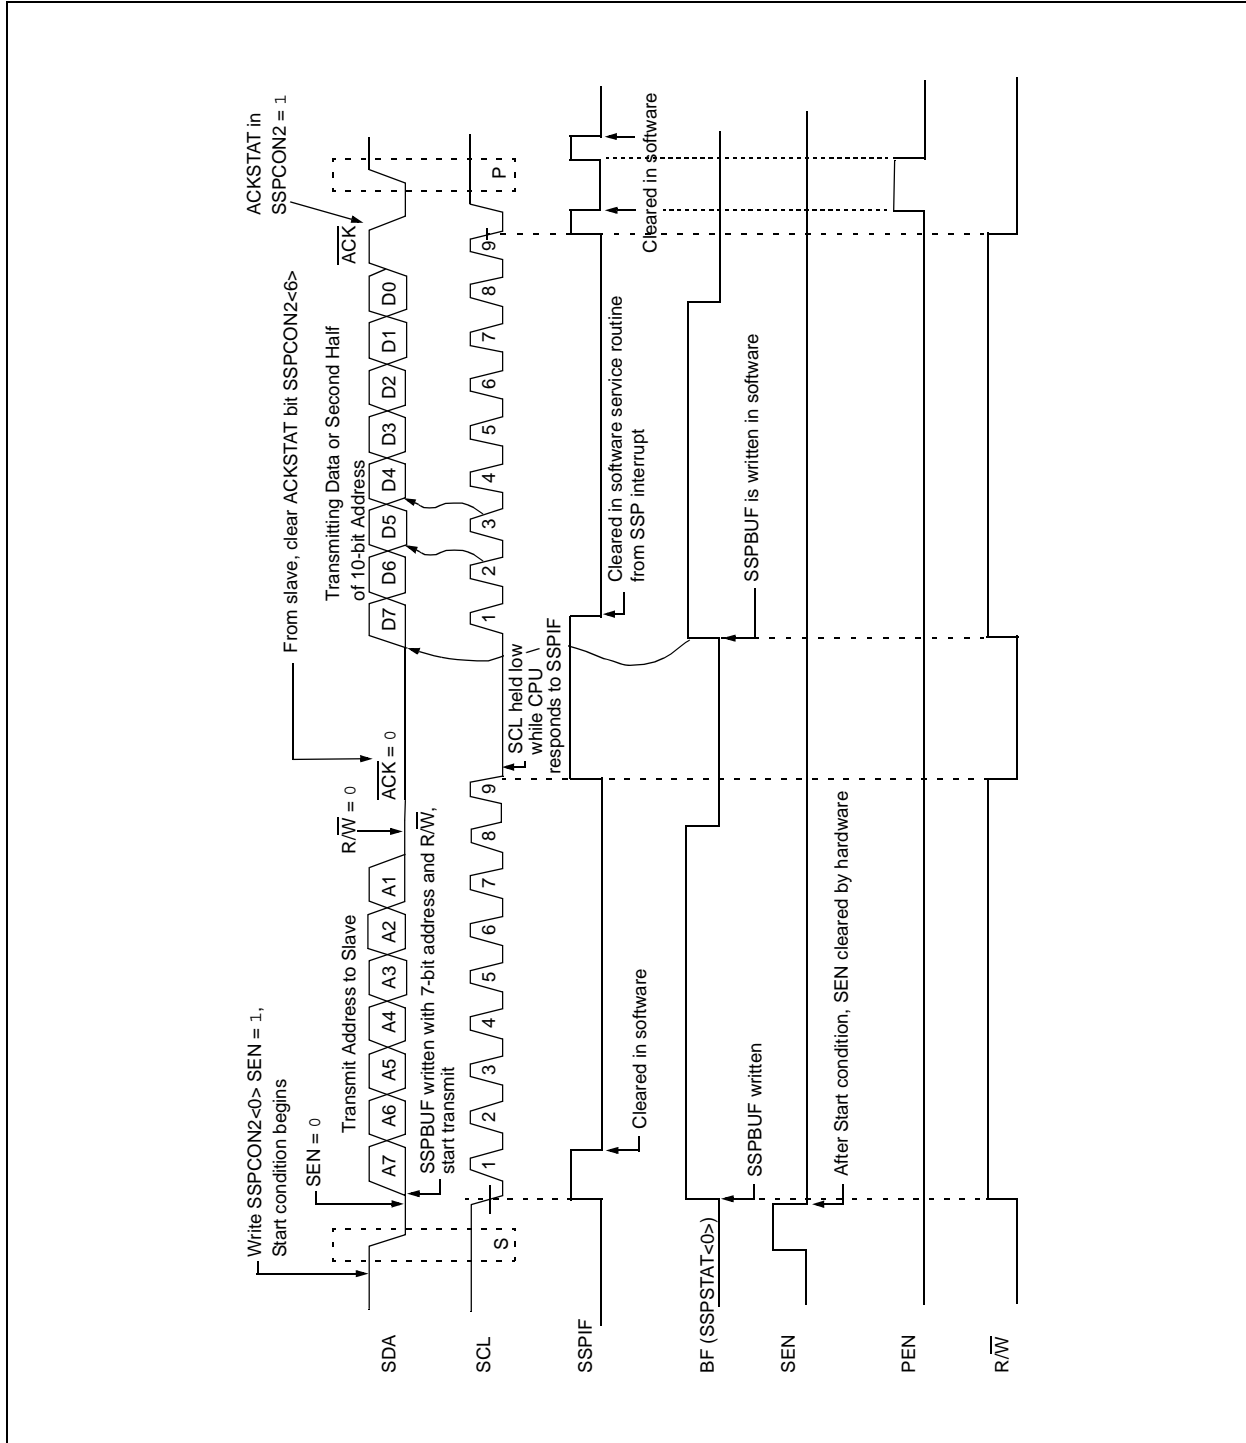 Write SSPCON2<0> SEN = 1,
Start condition begins
SEN = 0
Transmit Address to Slave
R/W = 0
From slave, clear ACKSTAT bit SSPCON2<6>
ACK = 0
Transmitting Data or Second Half
of 10-bit Address
ACKSTAT in
SSPCON2 = 1
ACK
SDA
A7 A6 A5 A4 A3 A2 A1
D7 D6 D5 D4 D3 D2 D1 D0
SSPBUF written with 7-bit address and R/W,
start transmit
SCL
S
1 2 3 4 5 6 7 8 9
1 2 3 4 5 6 7 8 9
P
SCL held low
while CPU
responds to SSPIF
SSPIF
Cleared in software
Cleared in software service routine
from SSP interrupt
Cleared in software
Cleared in software
BF (SSPSTAT<0>)
SSPBUF written
SSPBUF is written in software
SEN
After Start condition, SEN cleared by hardware
PEN
R/W